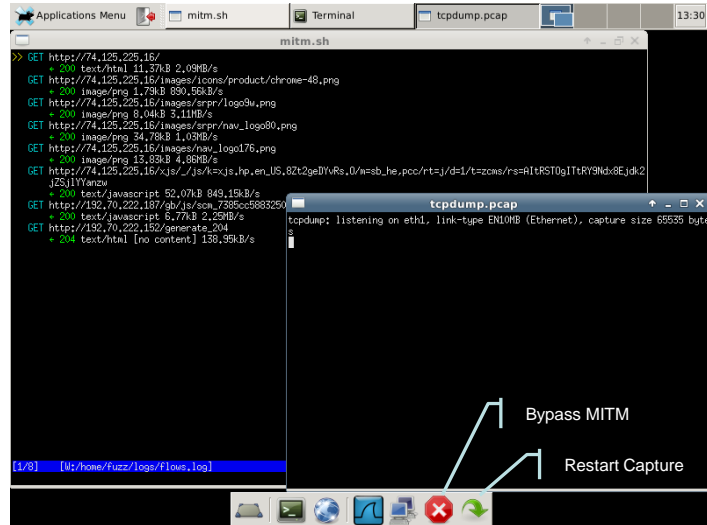 Applications Menu mitm.sh Terminal tcpdump.pcap 13:30
mitm.sh
>> GET http://74.125.225.16/
← 200 text/html 11.37kB 2.09MB/s
GET http://74.125.225.16/images/icons/product/chrome-48.png
← 200 image/png 1.79kB 890.56kB/s
GET http://74.125.225.16/images/srpr/logo9w.png
← 200 image/png 8.04kB 3.11MB/s
GET http://74.125.225.16/images/srpr/nav_logo80.png
← 200 image/png 34.78kB 1.03MB/s
GET http://74.125.225.16/images/nav_logo176.png
← 200 image/png 13.83kB 4.86MB/s
GET http://74.125.225.16/xjs/_/js/k=xjs.hp.en_US.8Zt2geDYvRs.O/m=sb_he,pcc/rt=j/d=1/t=zcms/rs=AItRSTOgITtRY9Ndx8Ejdk2
jZSjlYYanzw
← 200 text/javascript 52.07kB 849.15kB/s
GET http://192.70.222.187/gb/js/scm_7385cc5883250
← 200 text/javascript 6.77kB 2.25MB/s
GET http://192.70.222.152/generate_204
← 204 text/html [no content] 138.95kB/s
tcpdump.pcap
tcpdump: listening on eth1, link-type EN10MB (Ethernet), capture size 65535 byte
s
Bypass MITM
Restart Capture
[1/8] [W:/home/fuzz/logs/flows.log]